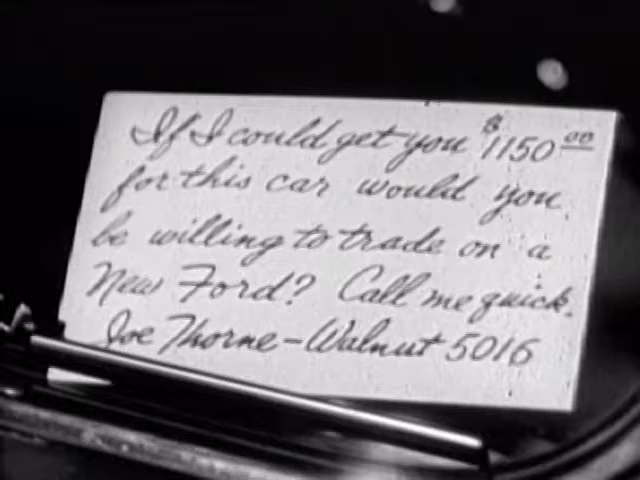 If I could get you $1150.00
for this car would you
be willing to trade on a
New Ford? Call me quick.
Joe Thorne - Walnut 5016